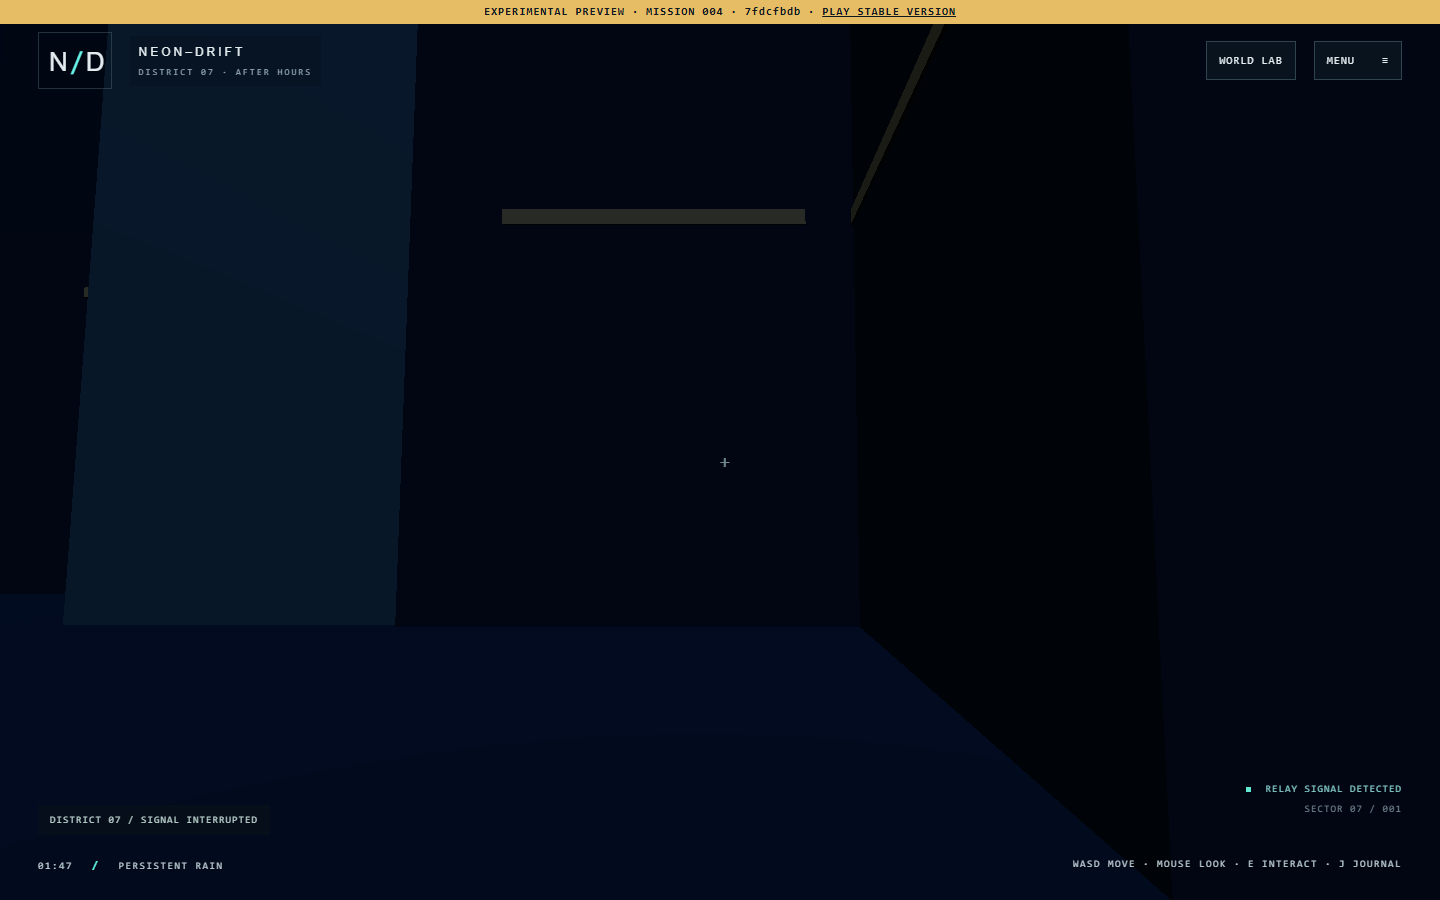 EXPERIMENTAL PREVIEW · MISSION 004 · 7fdcfbdb · PLAY STABLE VERSION
N/D
NEON—DRIFT
DISTRICT 07 · AFTER HOURS
WORLD LAB
MENU ≡
RELAY SIGNAL DETECTED
SECTOR 07 / 001
DISTRICT 07 / SIGNAL INTERRUPTED
01:47 / PERSISTENT RAIN
WASD MOVE · MOUSE LOOK · E INTERACT · J JOURNAL